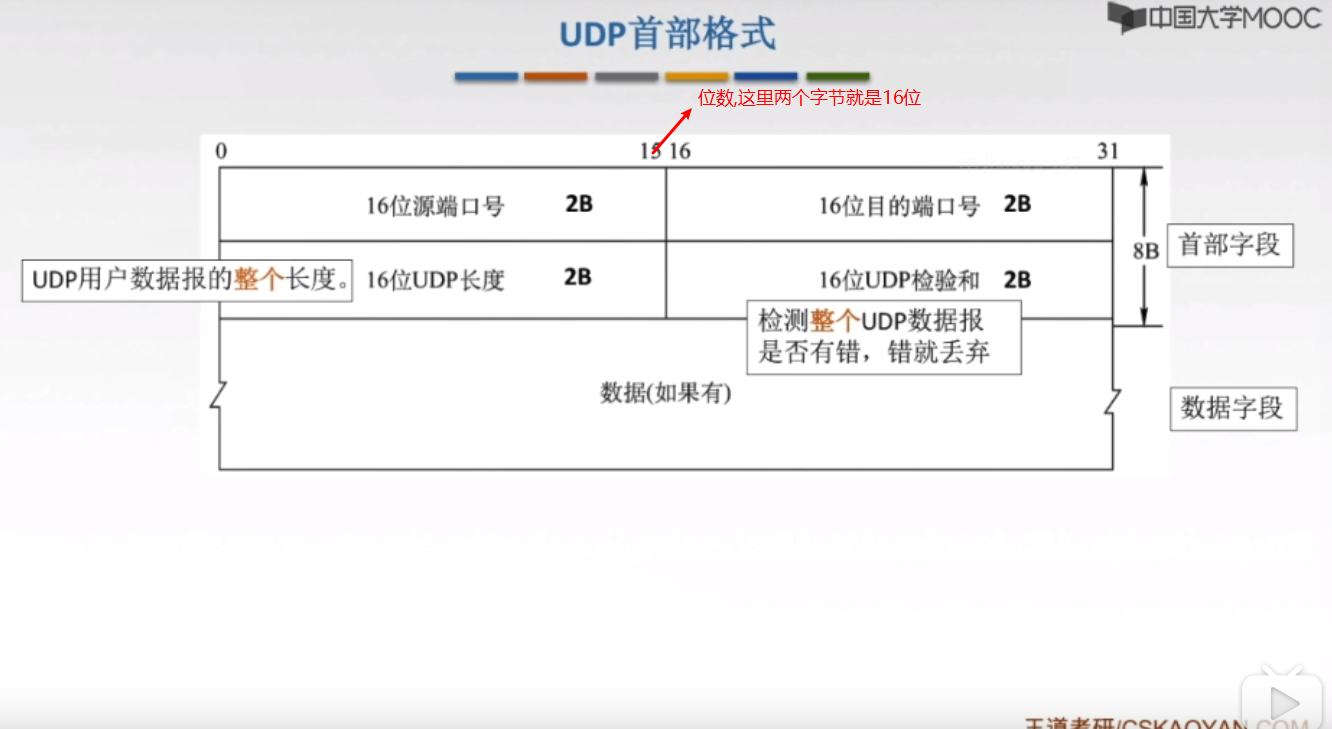 中国大学MOOC
UDP首部格式
位数,这里两个字节就是16位
0 15 16 31
16位源端口号 2B 16位目的端口号 2B
8B 首部字段
UDP用户数据报的整个长度。 16位UDP长度 2B 16位UDP检验和 2B
检测整个UDP数据报
是否有错，错就丢弃
数据(如果有)
数据字段
王道考研/CSKAOYAN.COM